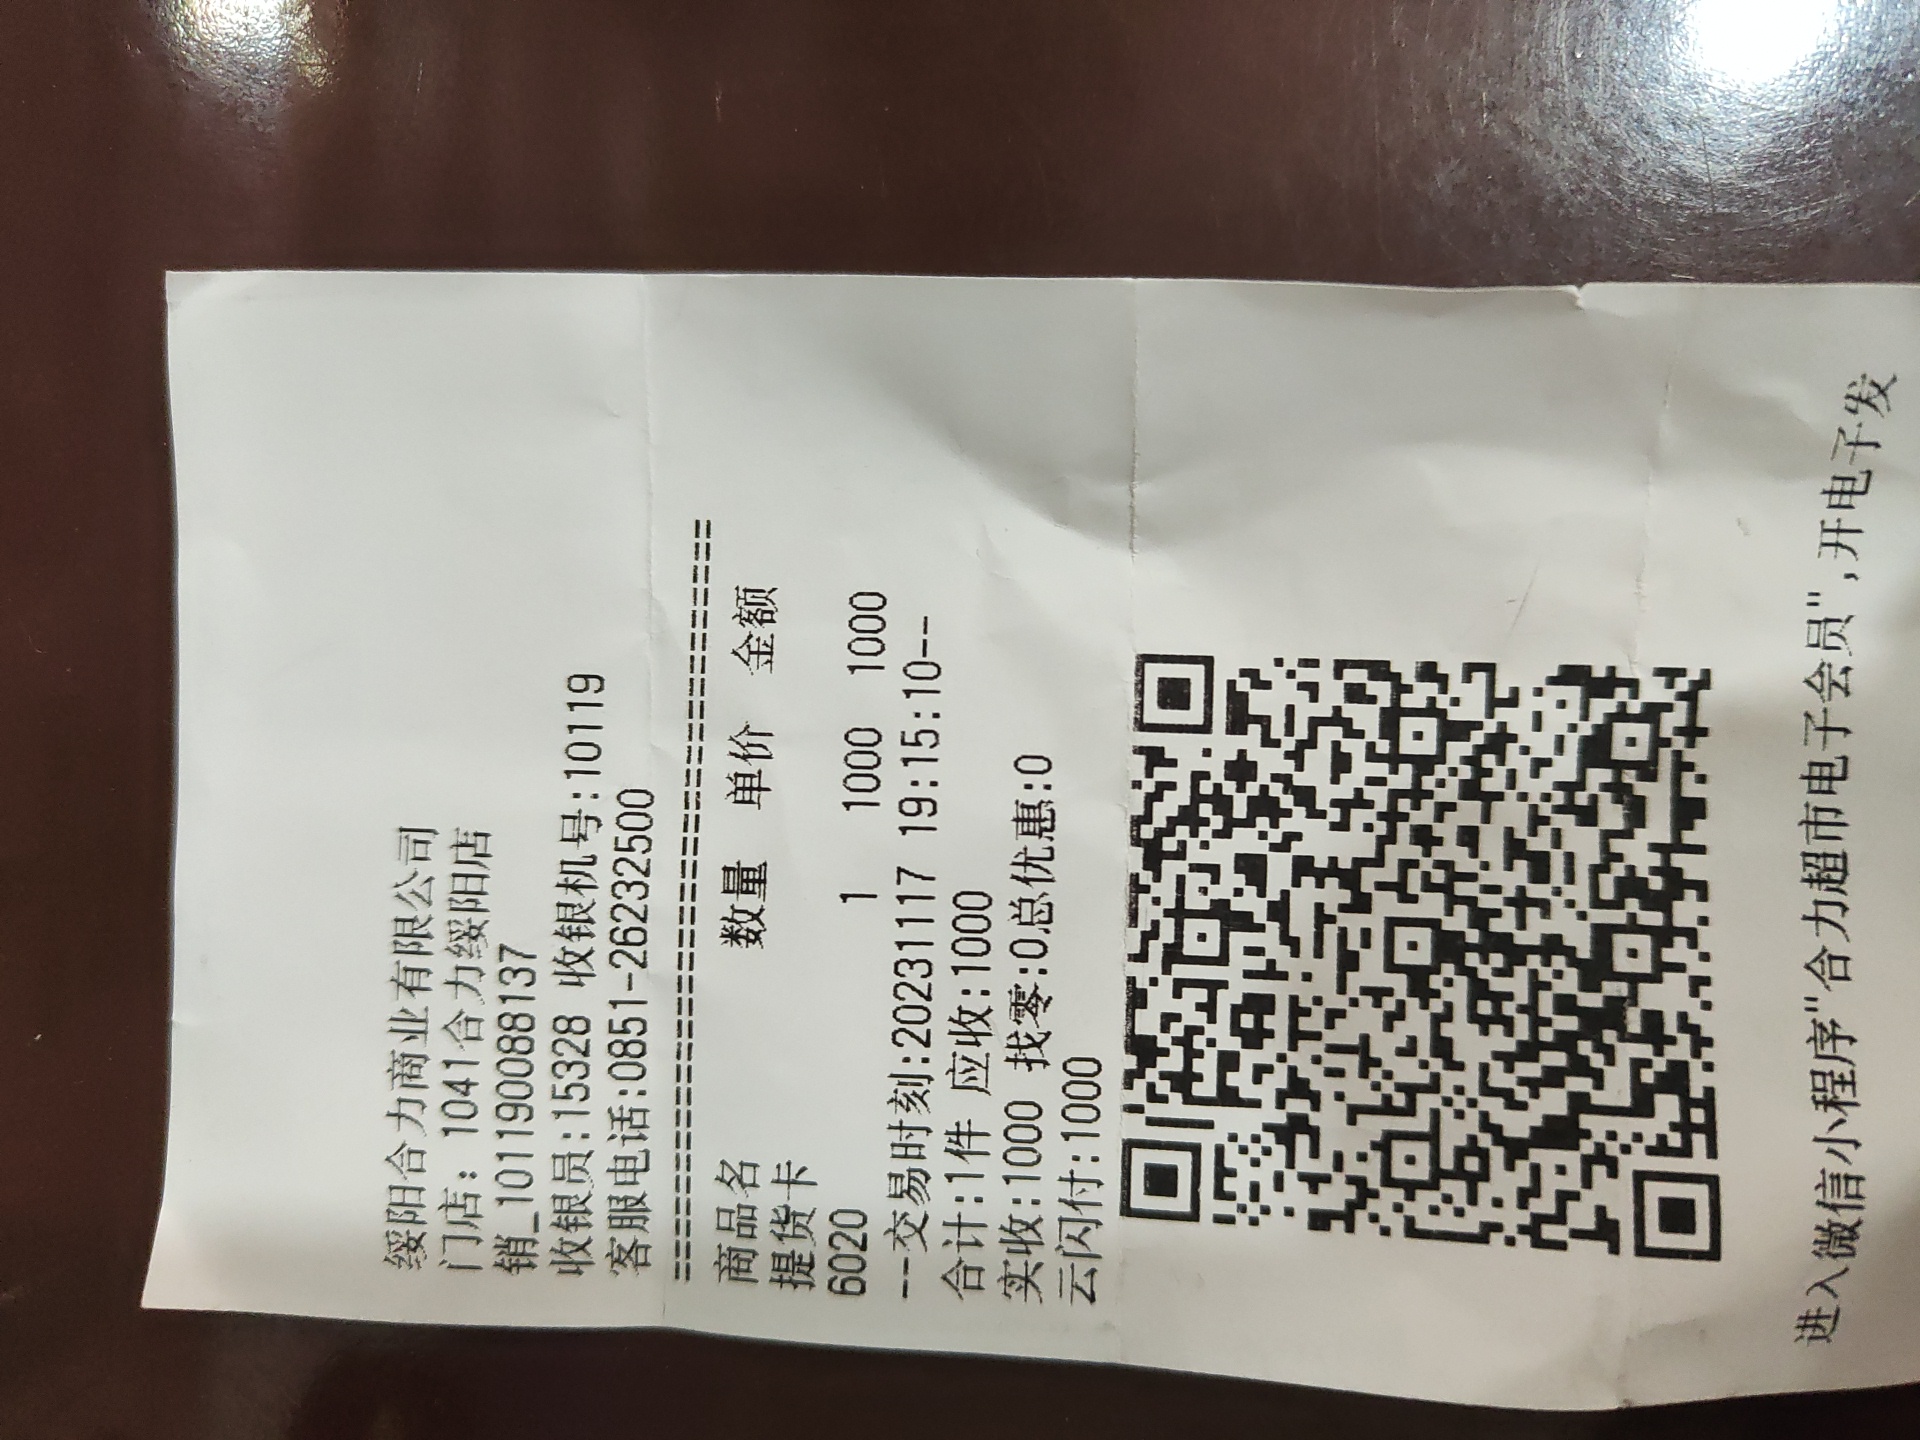 绥阳合力商业有限公司
门店: 1041合力绥阳店
销_101190088137
收银员:15328 收银机号:10119
客服电话:0851-26232500
========================================
商品名 数量 单价 金额
提货卡
6020 1 1000 1000
--交易时刻:20231117 19:15:10--
合计:1件 应收:1000
实收:1000 找零:0总优惠:0
云闪付:1000
进入微信小程序"合力超市电子会员",开电子发